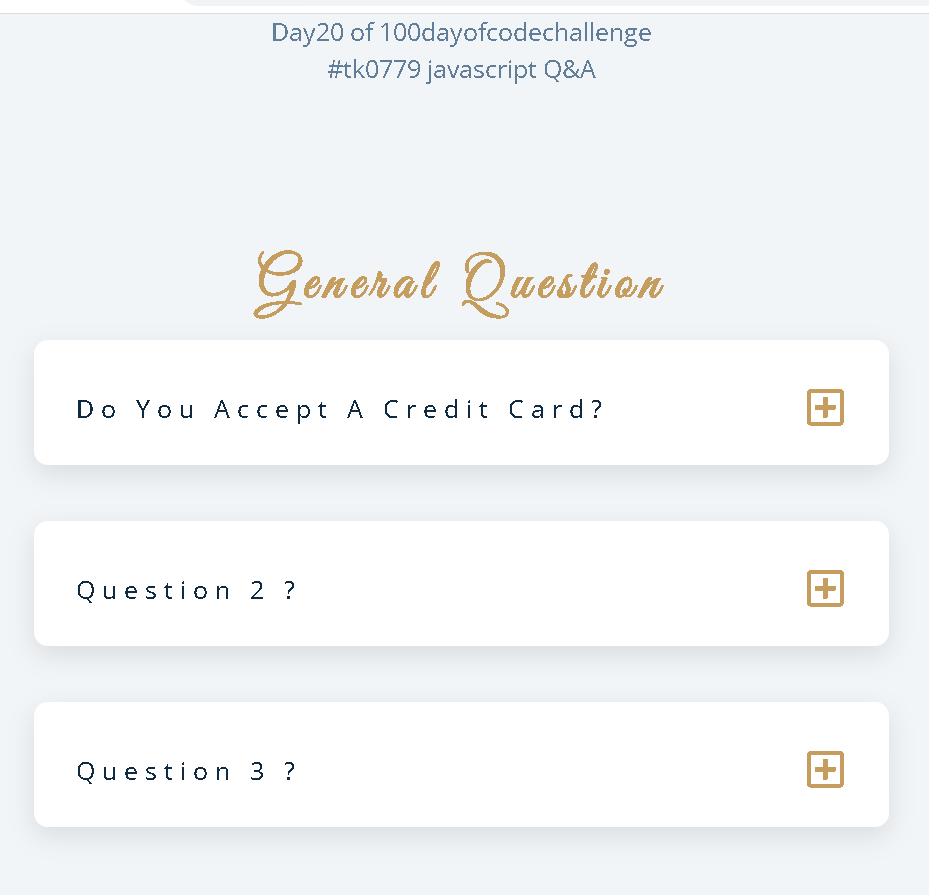 Day20 of 100dayofcodechallenge
#tk0779 javascript Q&A
General Question
Do You Accept A Credit Card?
Question 2 ?
Question 3 ?